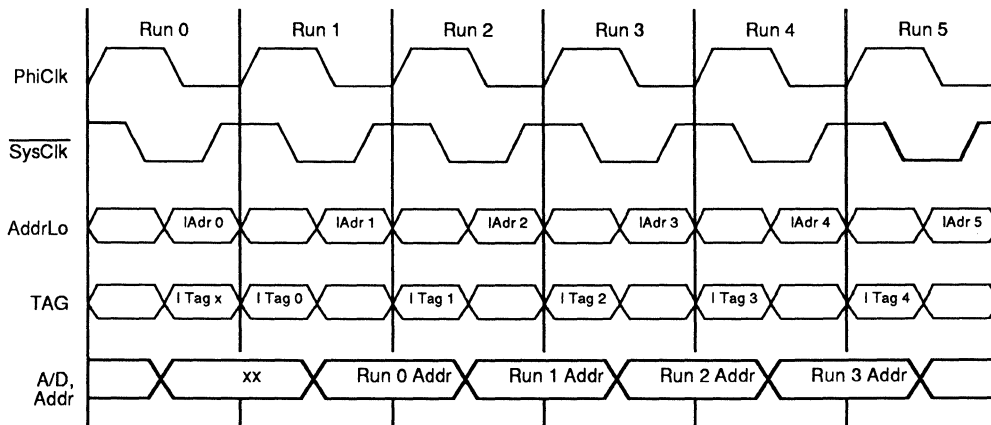 Run 0 Run 1 Run 2 Run 3 Run 4 Run 5
PhiClk
SysClk
AddrLo IAdr 0 IAdr 1 IAdr 2 IAdr 3 IAdr 4 IAdr 5
TAG I Tag x I Tag 0 I Tag 1 I Tag 2 I Tag 3 I Tag 4
A/D, Addr xx Run 0 Addr Run 1 Addr Run 2 Addr Run 3 Addr